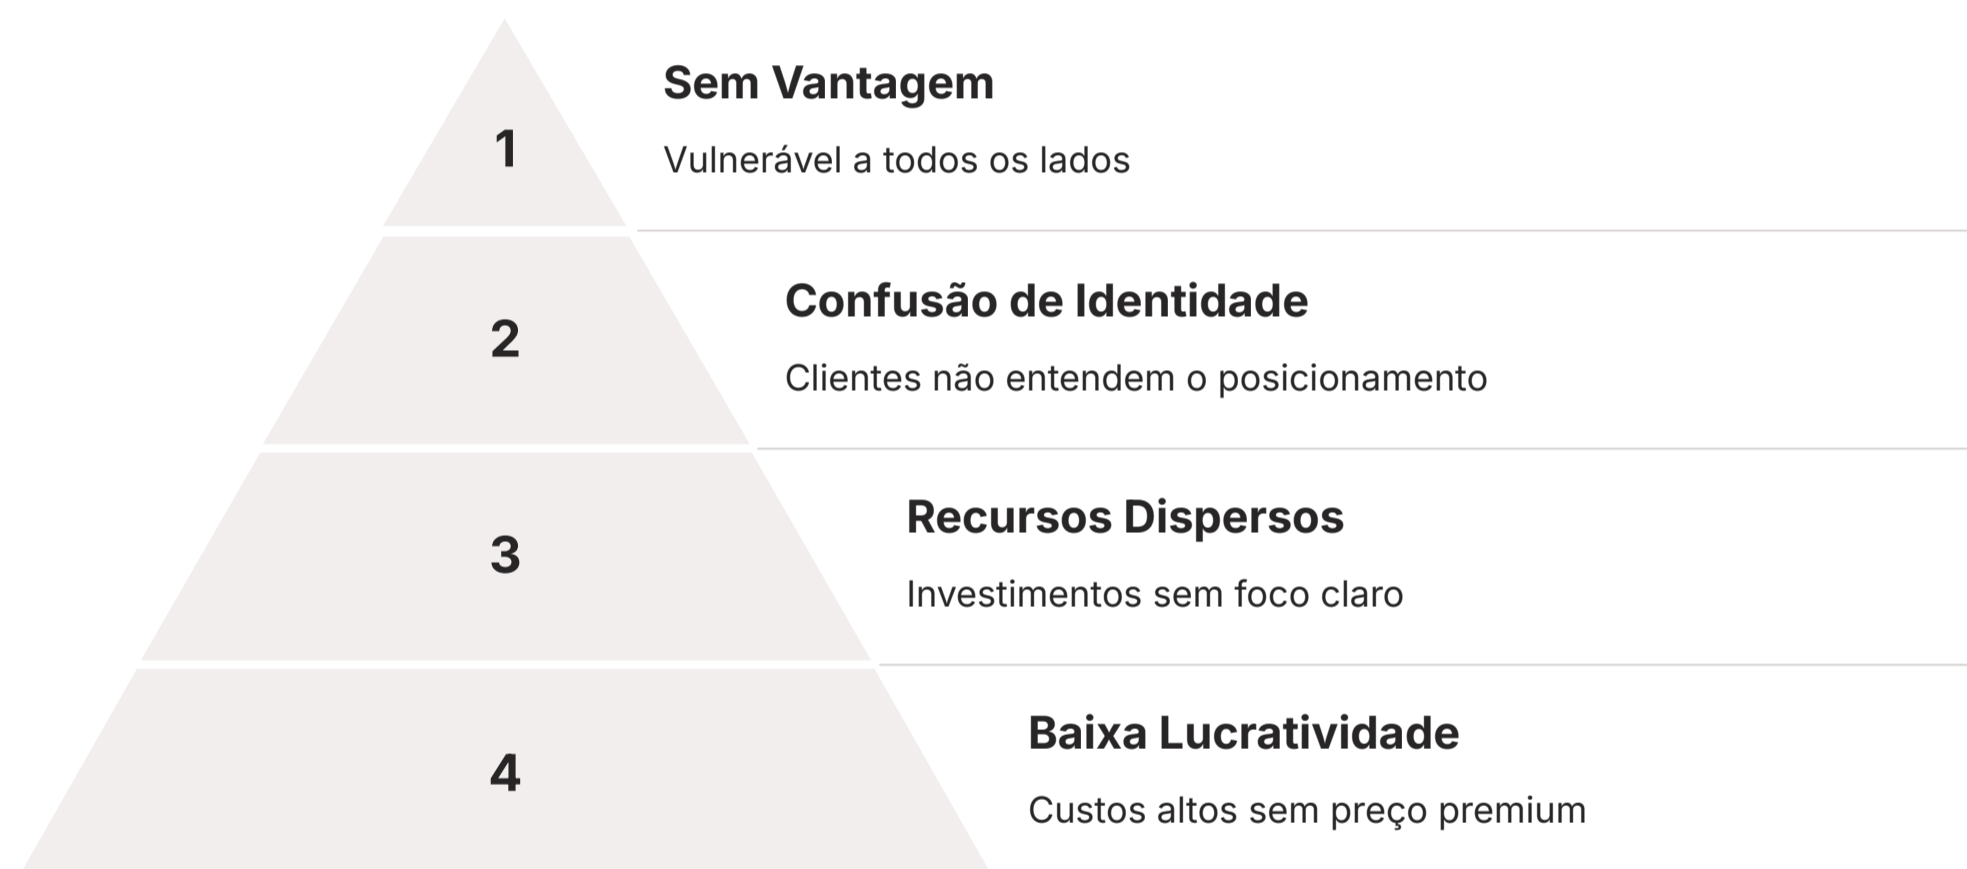 1
Sem Vantagem
Vulnerável a todos os lados
2
Confusão de Identidade
Clientes não entendem o posicionamento
3
Recursos Dispersos
Investimentos sem foco claro
4
Baixa Lucratividade
Custos altos sem preço premium